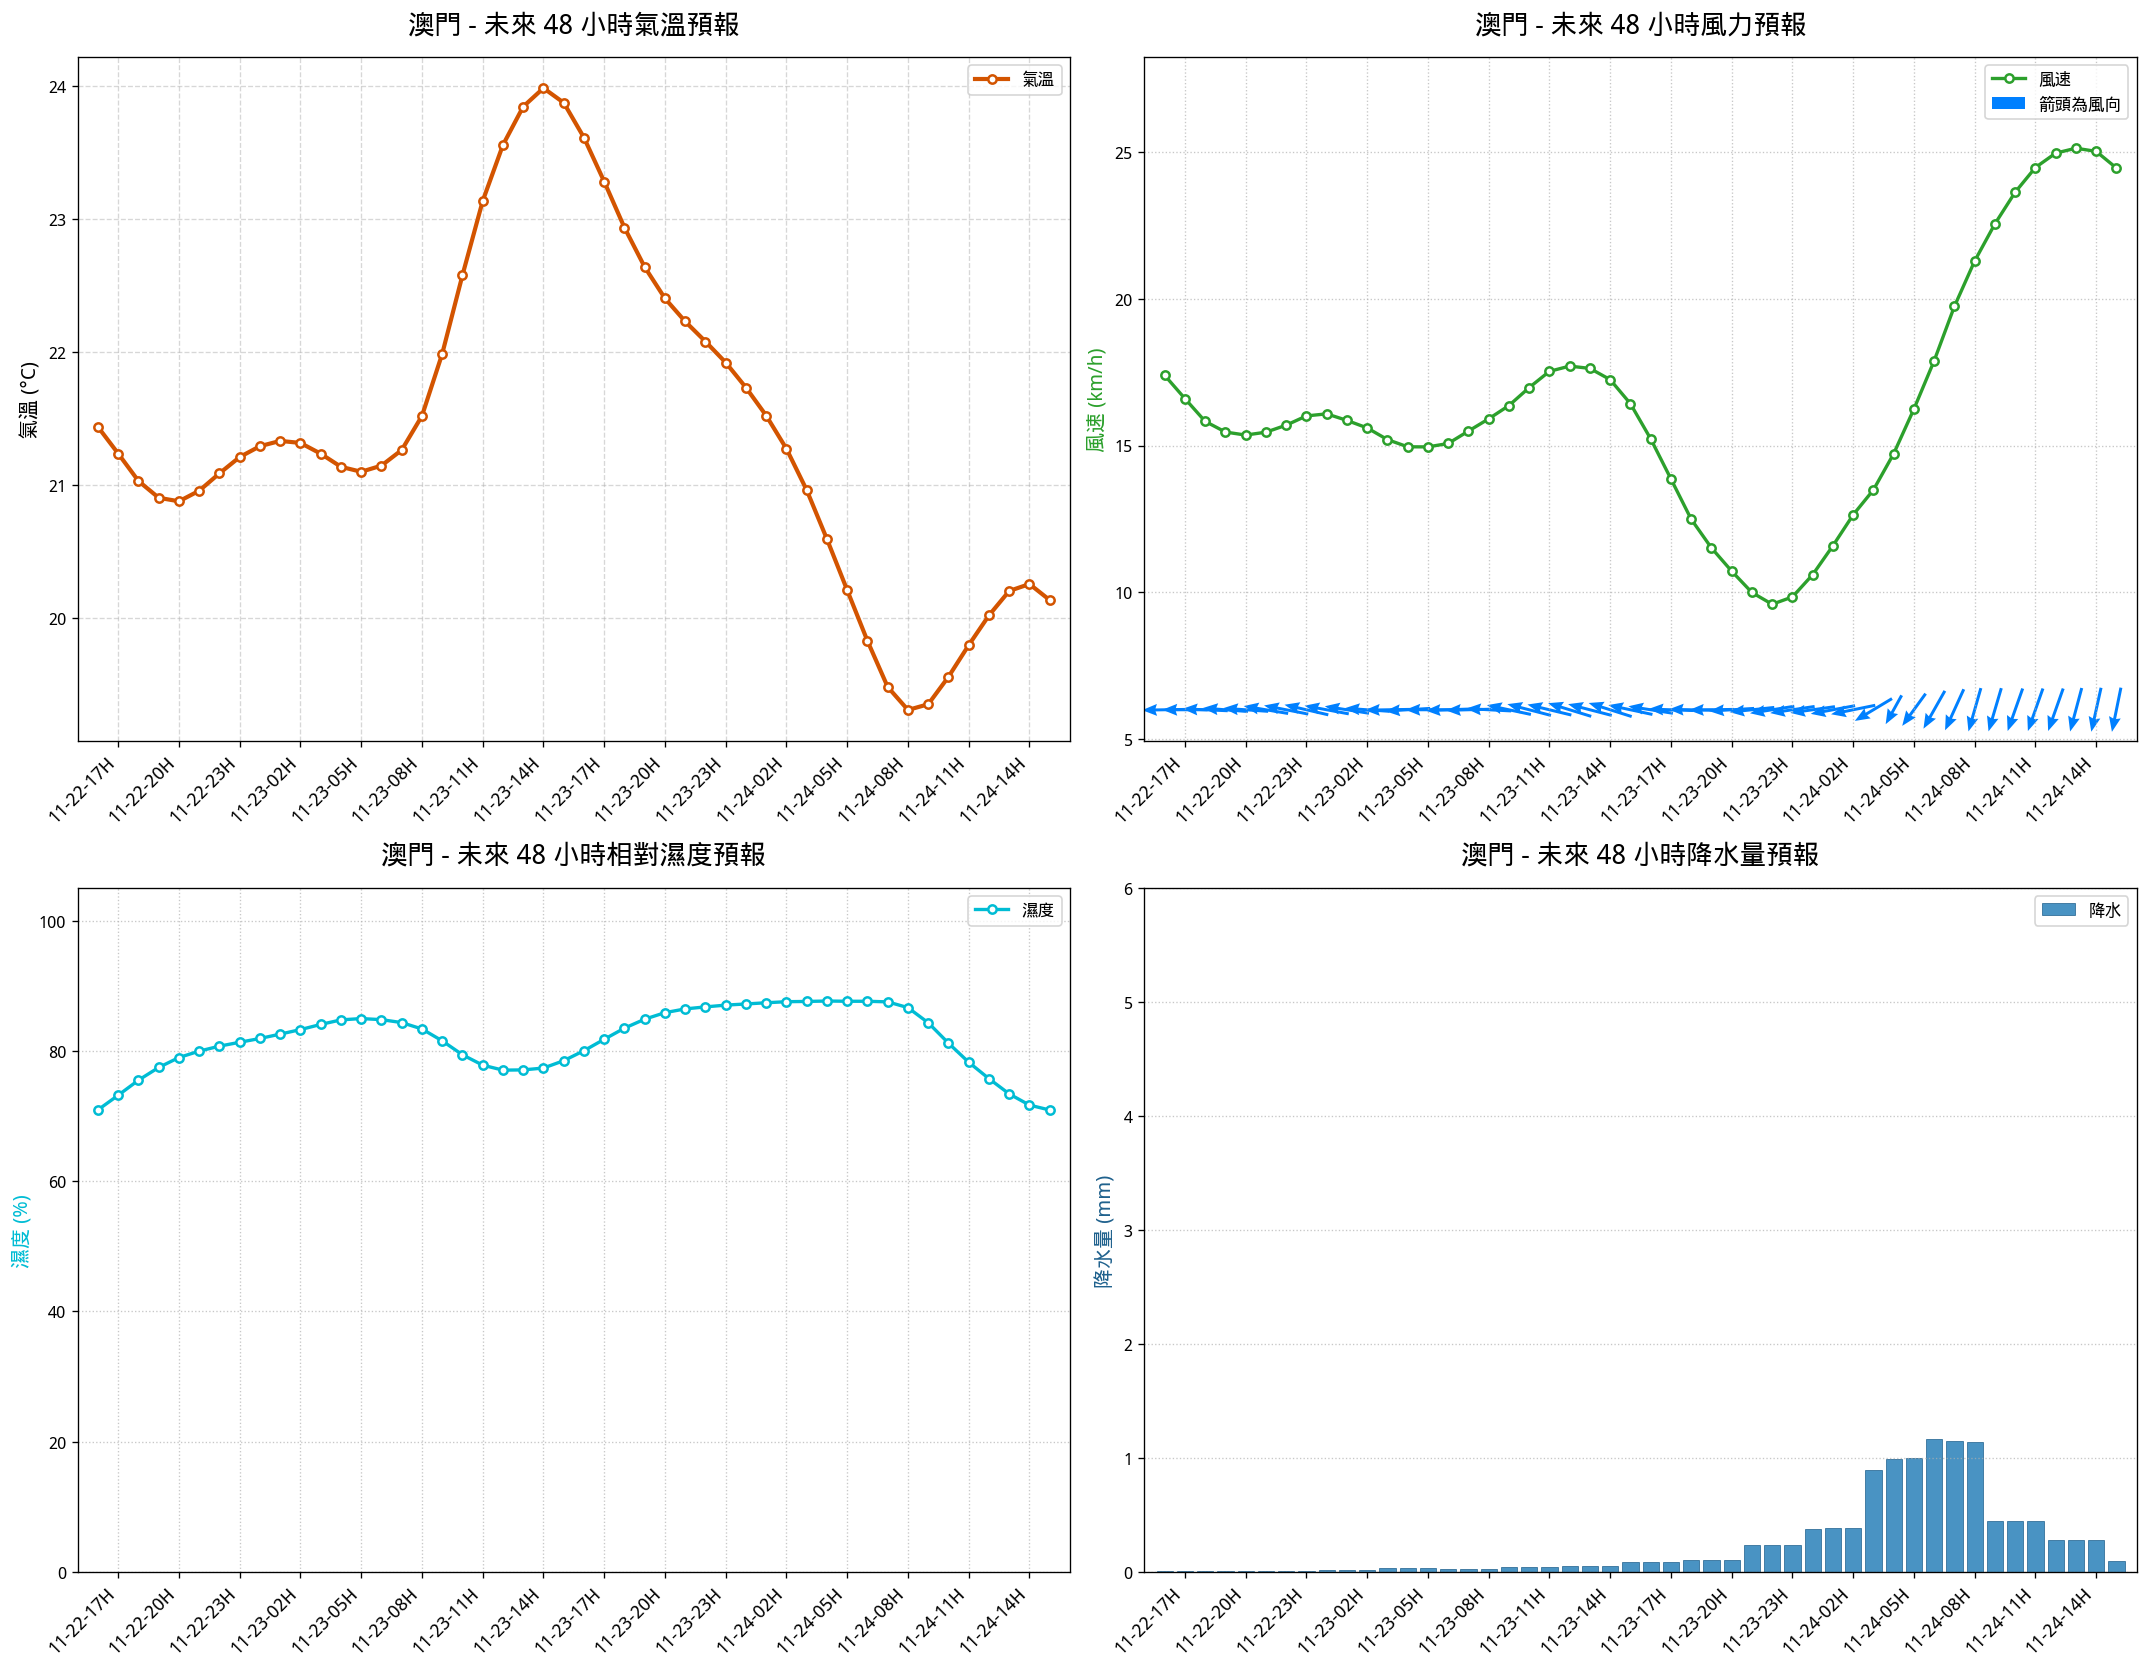 澳門 - 未來 48 小時氣溫預報
氣溫
氣溫 (°C)
24
23
22
21
20
11-22-17H
11-22-20H
11-22-23H
11-23-02H
11-23-05H
11-23-08H
11-23-11H
11-23-14H
11-23-17H
11-23-20H
11-23-23H
11-24-02H
11-24-05H
11-24-08H
11-24-11H
11-24-14H
澳門 - 未來 48 小時風力預報
風速
箭頭為風向
風速 (km/h)
25
20
15
10
5
11-22-17H
11-22-20H
11-22-23H
11-23-02H
11-23-05H
11-23-08H
11-23-11H
11-23-14H
11-23-17H
11-23-20H
11-23-23H
11-24-02H
11-24-05H
11-24-08H
11-24-11H
11-24-14H
澳門 - 未來 48 小時相對濕度預報
濕度
濕度 (%)
100
80
60
40
20
0
11-22-17H
11-22-20H
11-22-23H
11-23-02H
11-23-05H
11-23-08H
11-23-11H
11-23-14H
11-23-17H
11-23-20H
11-23-23H
11-24-02H
11-24-05H
11-24-08H
11-24-11H
11-24-14H
澳門 - 未來 48 小時降水量預報
降水
降水量 (mm)
6
5
4
3
2
1
0
11-22-17H
11-22-20H
11-22-23H
11-23-02H
11-23-05H
11-23-08H
11-23-11H
11-23-14H
11-23-17H
11-23-20H
11-23-23H
11-24-02H
11-24-05H
11-24-08H
11-24-11H
11-24-14H